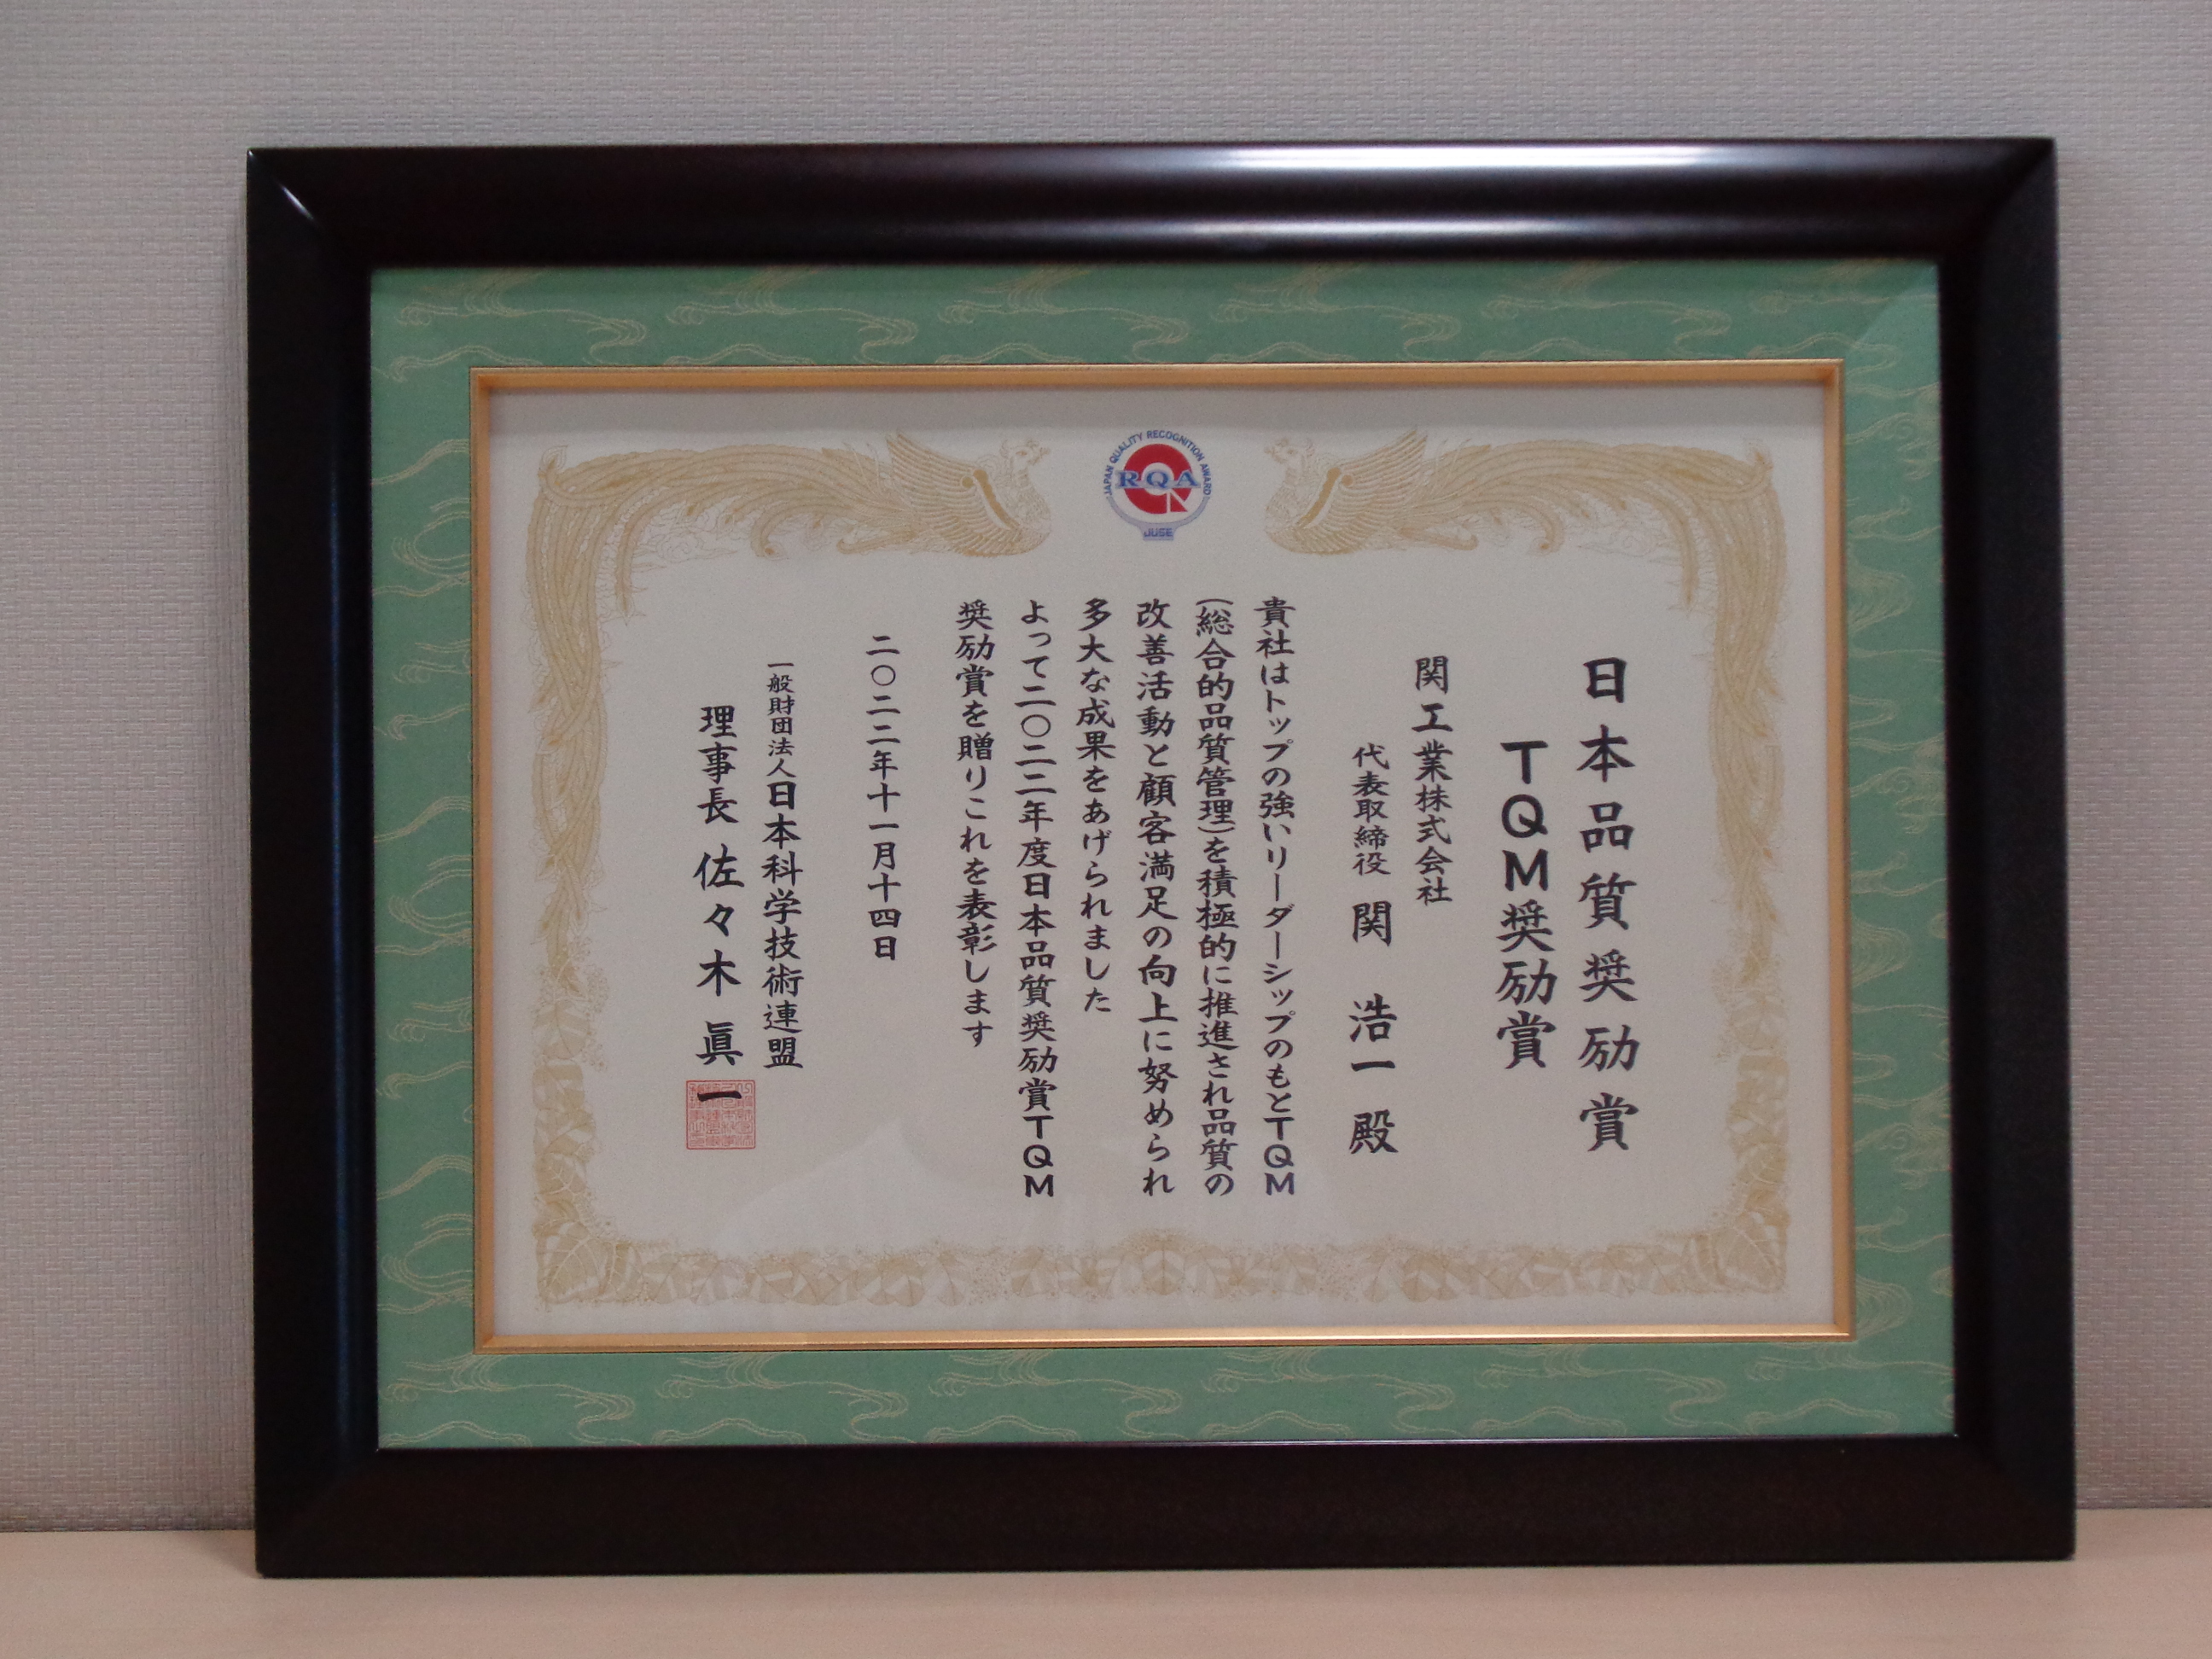 JAPAN QUALITY RECOGNITION AWARD
RQA
JUSE
日本品質奨励賞
TQM奨励賞
関工業株式会社
代表取締役 関 浩一 殿
貴社はトップの強いリーダーシップのもとTQM
(総合的品質管理)を積極的に推進され品質の
改善活動と顧客満足の向上に努められ
多大な成果をあげられました
よって二〇二二年度日本品質奨励賞TQM
奨励賞を贈りこれを表彰します
二〇二二年十一月十四日
一般財団法人日本科学技術連盟
理事長 佐々木 眞一